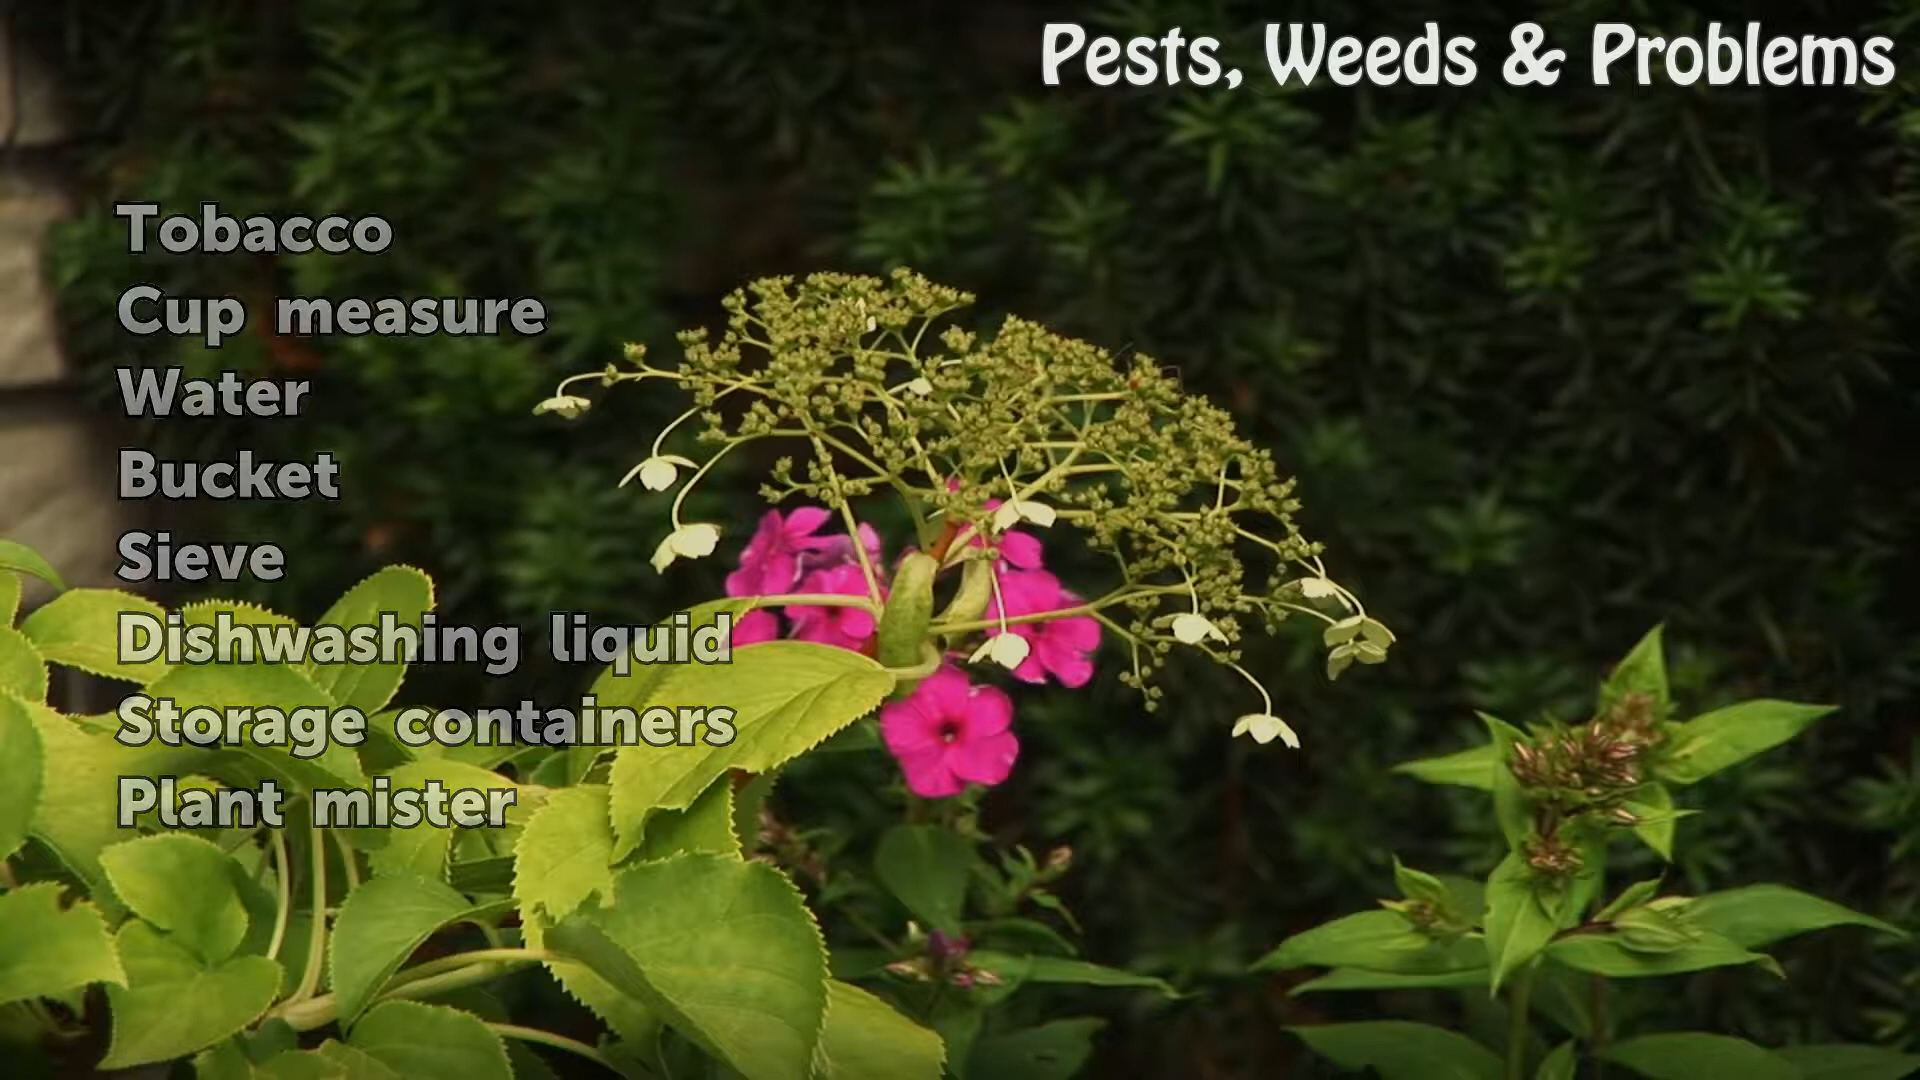 Pests, Weeds & Problems
Tobacco
Cup measure
Water
Bucket
Sieve
Dishwashing liquid
Storage containers
Plant mister